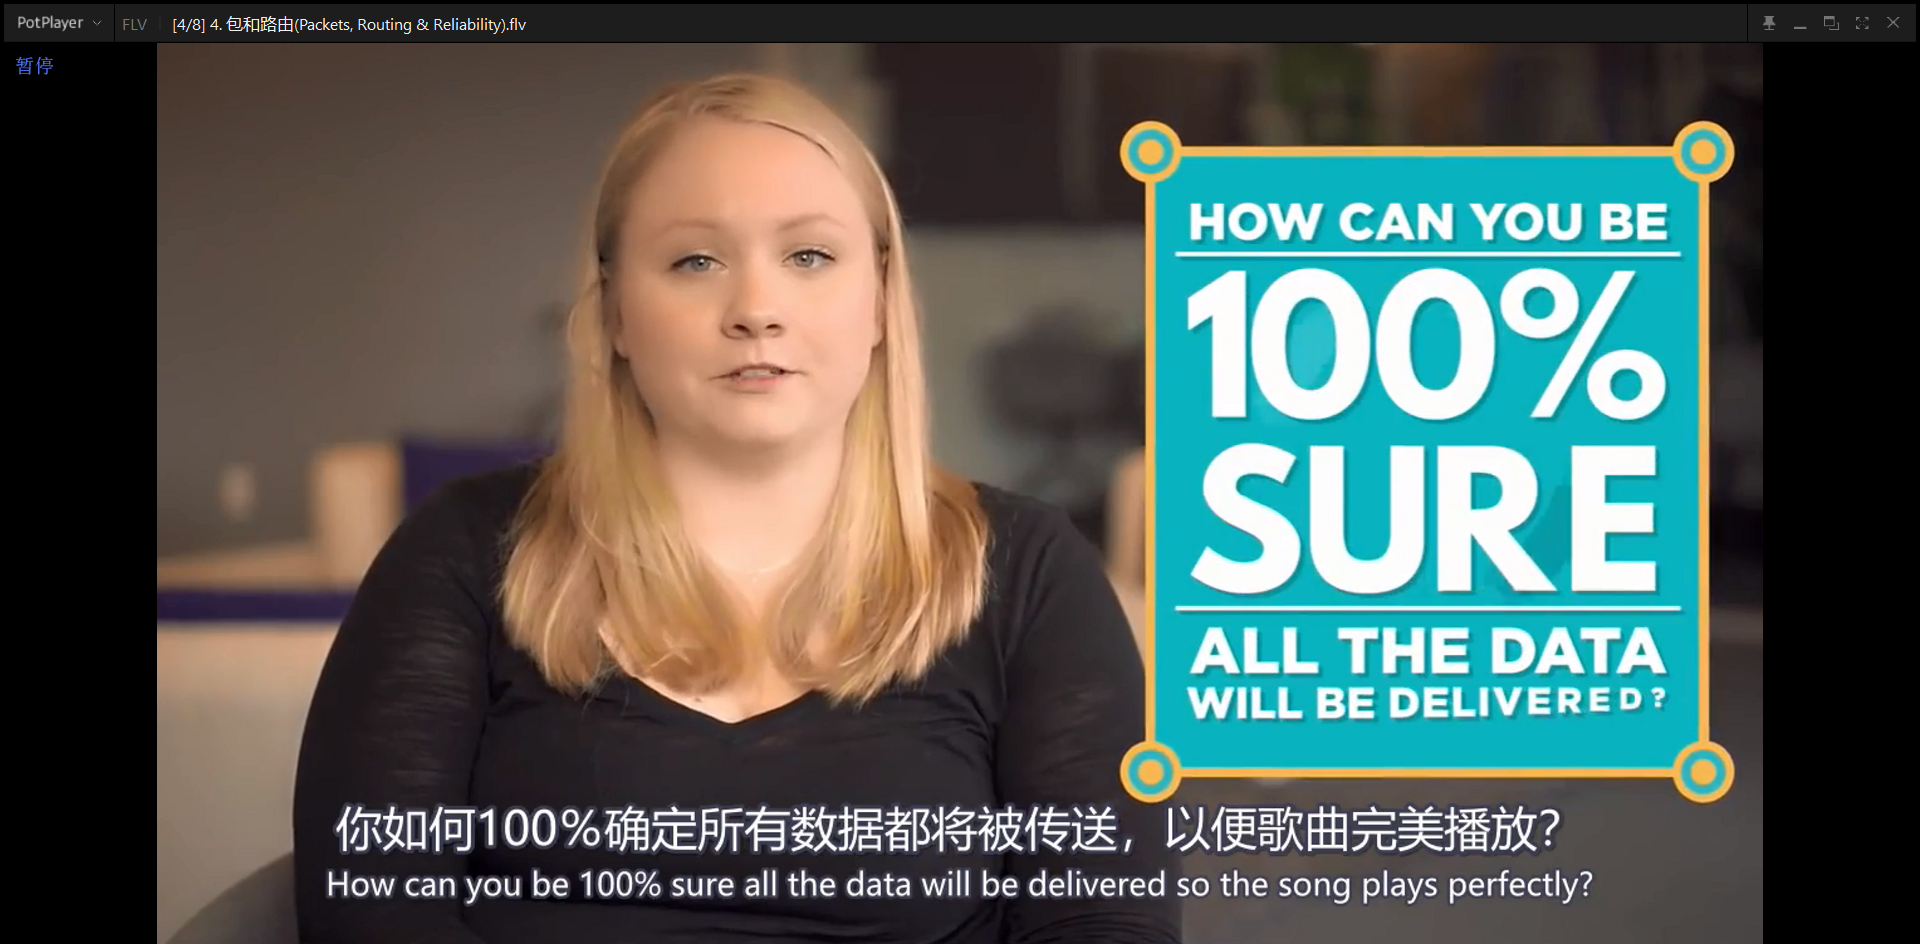 PotPlayer
FLV
[4/8] 4. 包和路由(Packets, Routing & Reliability).flv
暂停
HOW CAN YOU BE
100%
SURE
ALL THE DATA
WILL BE DELIVERED?
你如何100%确定所有数据都将被传送，以便歌曲完美播放？
How can you be 100% sure all the data will be delivered so the song plays perfectly?